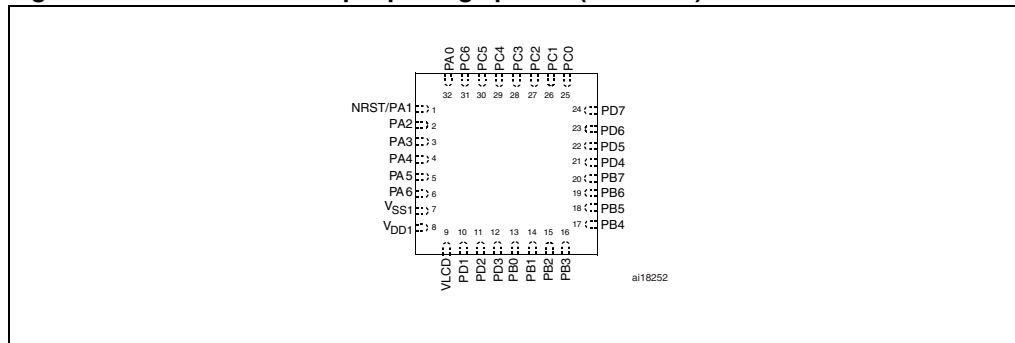 PA0 PC6 PC5 PC4 PC3 PC2 PC1 PC0
32 31 30 29 28 27 26 25
NRST/PA1 1
PA2 2
PA3 3
PA4 4
PA5 5
PA6 6
VSS1 7
VDD1 8
24 PD7
23 PD6
22 PD5
21 PD4
20 PB7
19 PB6
18 PB5
17 PB4
9 10 11 12 13 14 15 16
VLCD PD1 PD2 PD3 PB0 PB1 PB2 PB3
ai18252